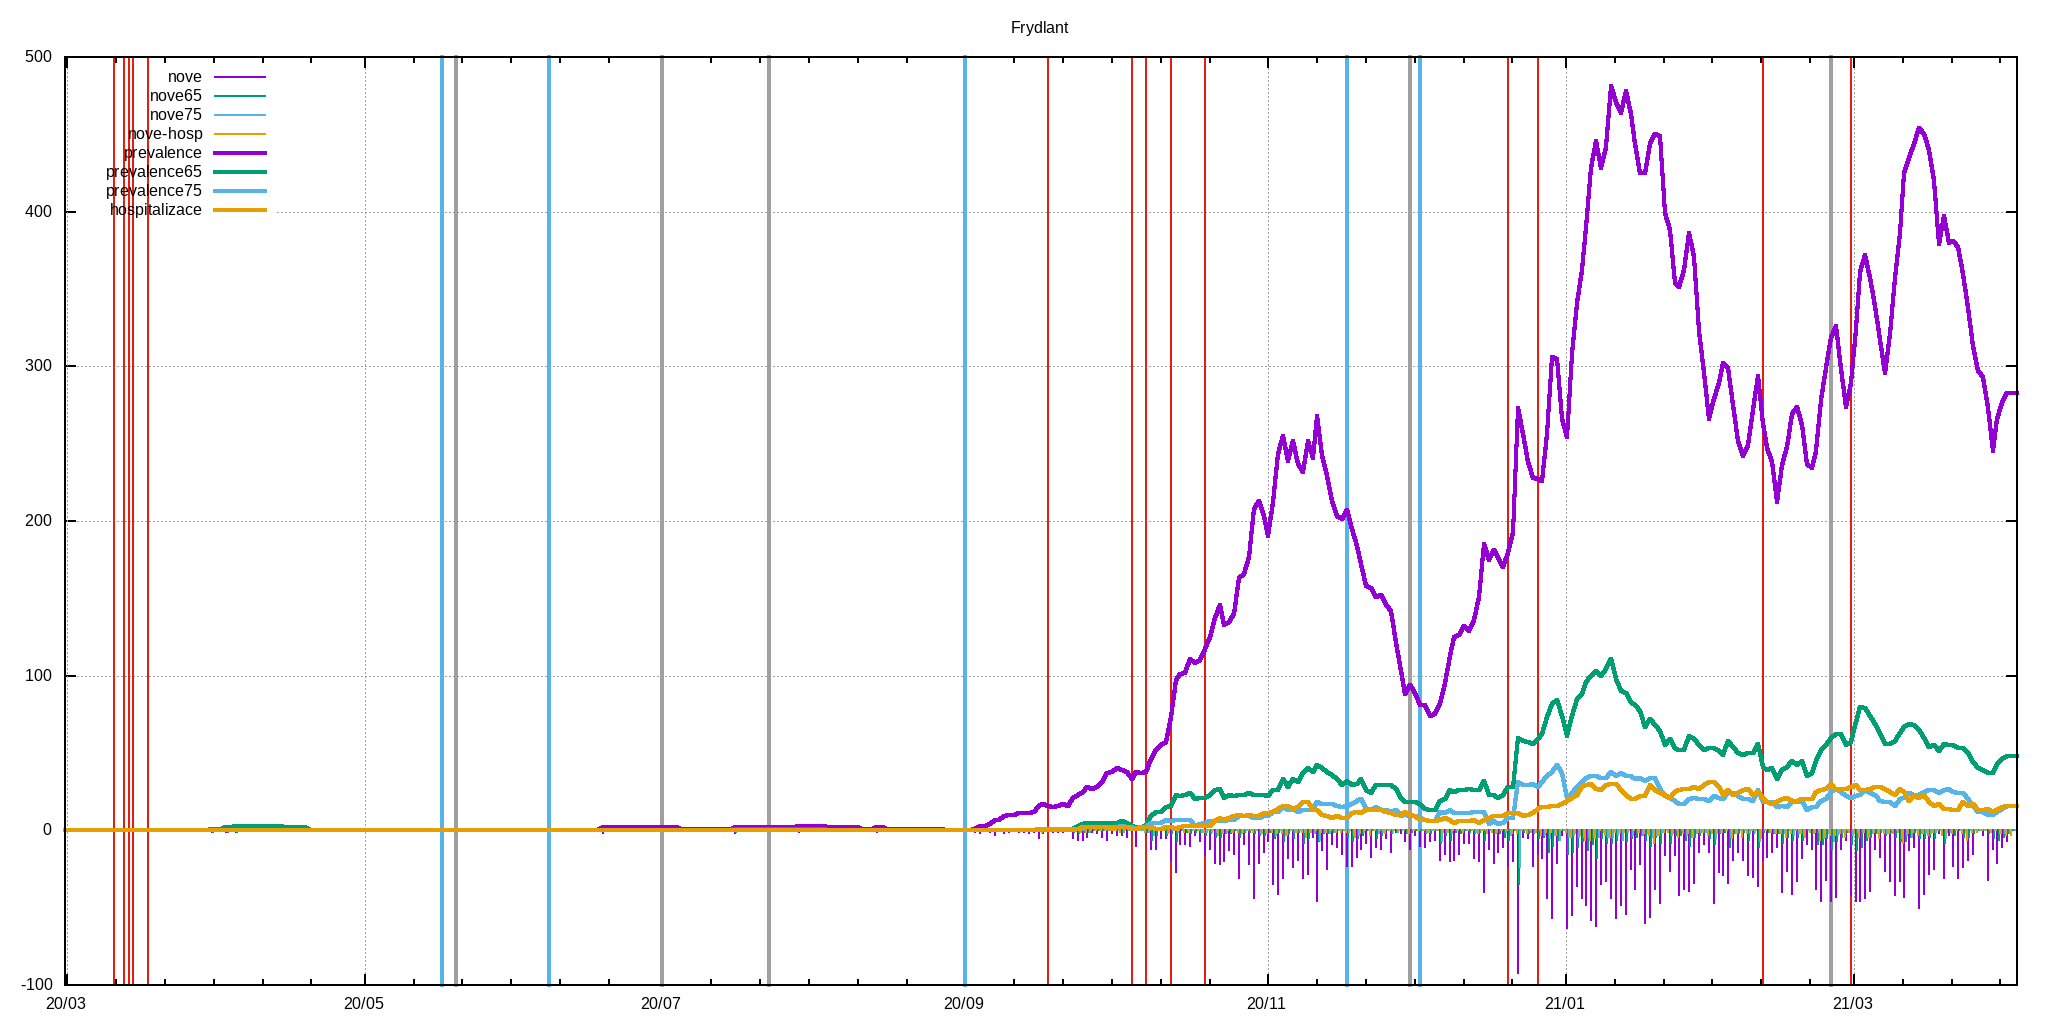 Frydlant
500
400
300
200
100
0
-100
nove
nove65
nove75
nove-hosp
prevalence
prevalence65
prevalence75
hospitalizace
20/03 20/05 20/07 20/09 20/11 21/01 21/03